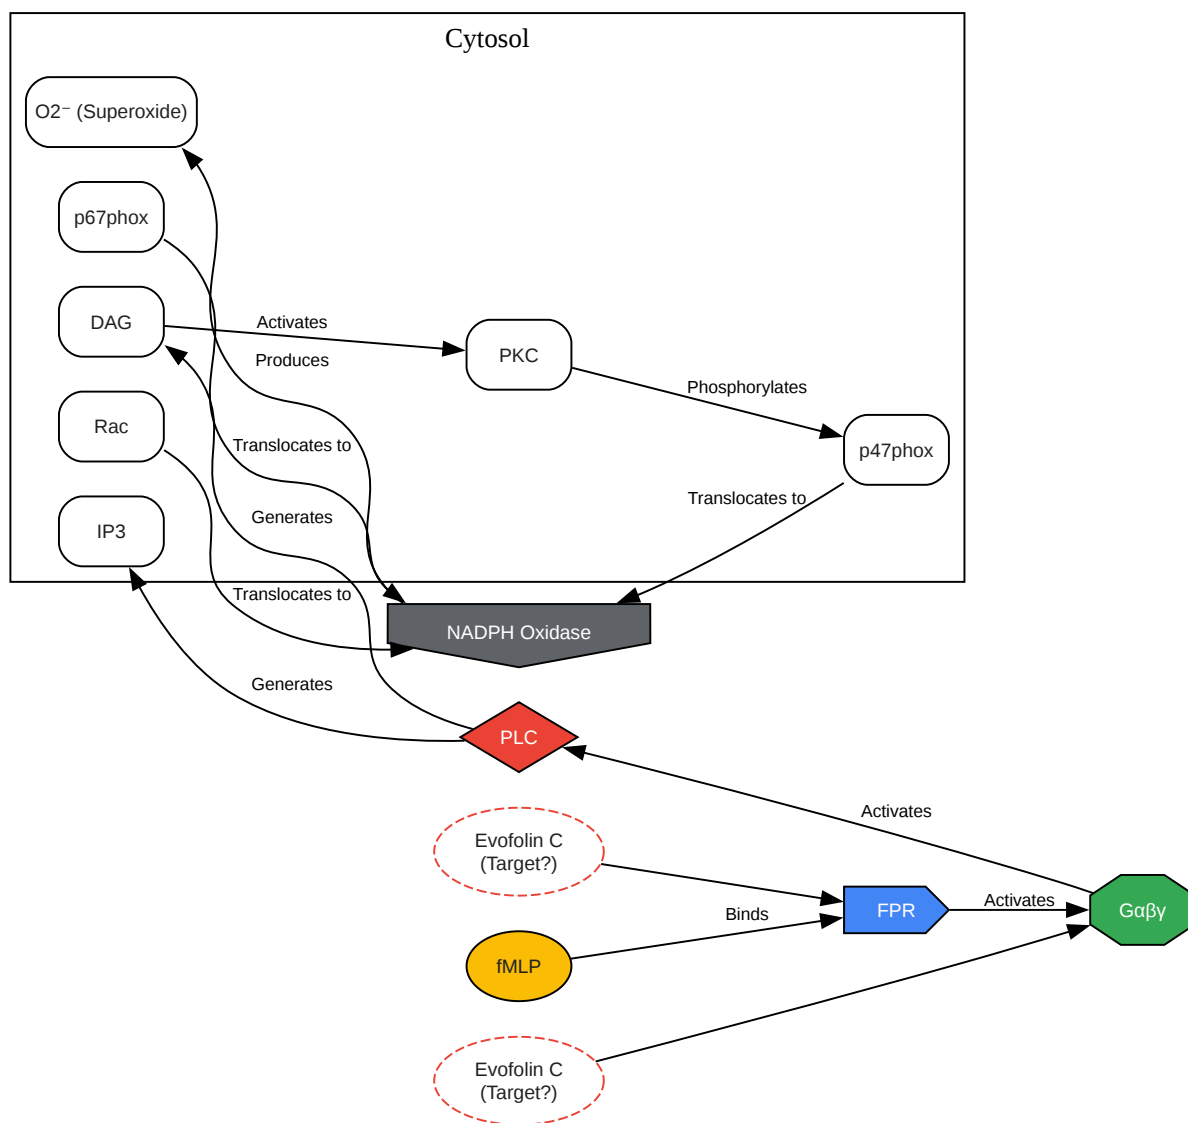 Cytosol
O2⁻ (Superoxide)
p67phox
DAG
Activates
PKC
Produces
Phosphorylates
Rac
Translocates to
p47phox
Translocates to
IP3
Generates
Translocates to
NADPH Oxidase
Generates
PLC
Activates
Evofolin C
(Target?)
Binds
FPR
Activates
Gαβγ
fMLP
Evofolin C
(Target?)